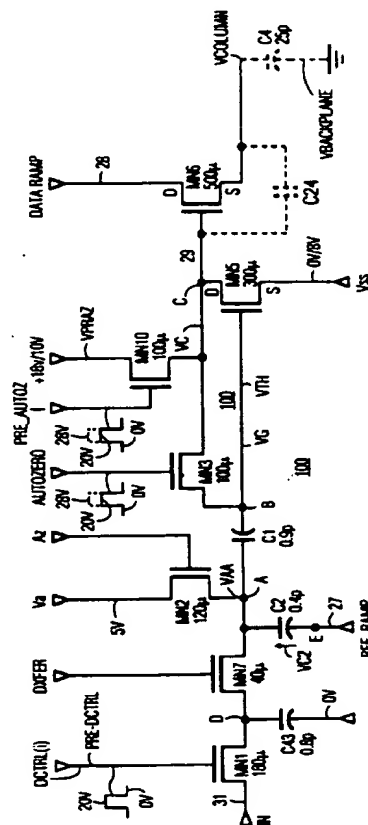 DATA RAMP
28
D
MN6
500µ
S
VCOLUMN
C4
25p
VBACKPLANE
C24
29
C
D
MN5
300µ
S
0V/8V
VSS
+18V/10V
VPRAZ
MN10
100µ
VC
PRE_AUTOZ
28V
20V
0V
AUTOZERO
28V
20V
0V
MN3
100µ
100
VTH
VG
100
B
C1
0.9p
Az
Va
5V
MN2
120µ
VAA
A
DXFER
MN7
40µ
C2
0.4p
VC2
E
27
REF_RAMP
D
C43
0.8p
0V
DCTRL(i)
PRE-DCTRL
20V
0V
MN1
180µ
31
IN